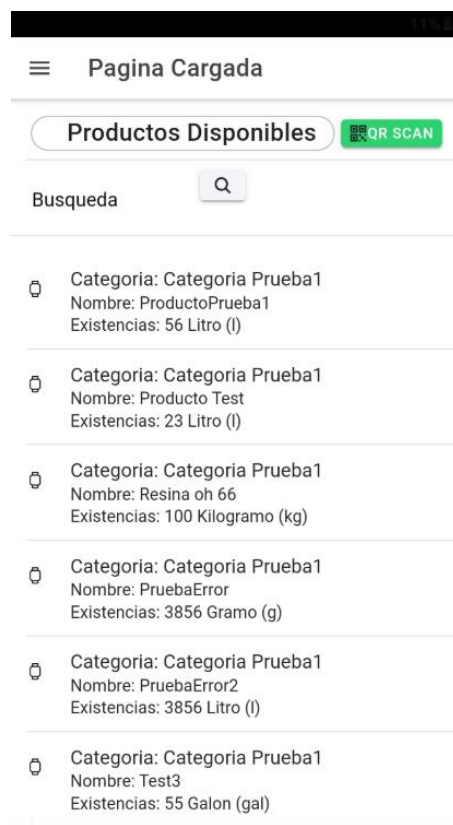 Pagina Cargada
Productos Disponibles
QR SCAN
Busqueda
Categoria: Categoria Prueba1
Nombre: ProductoPrueba1
Existencias: 56 Litro (l)
Categoria: Categoria Prueba1
Nombre: Producto Test
Existencias: 23 Litro (l)
Categoria: Categoria Prueba1
Nombre: Resina oh 66
Existencias: 100 Kilogramo (kg)
Categoria: Categoria Prueba1
Nombre: PruebaError
Existencias: 3856 Gramo (g)
Categoria: Categoria Prueba1
Nombre: PruebaError2
Existencias: 3856 Litro (l)
Categoria: Categoria Prueba1
Nombre: Test3
Existencias: 55 Galon (gal)